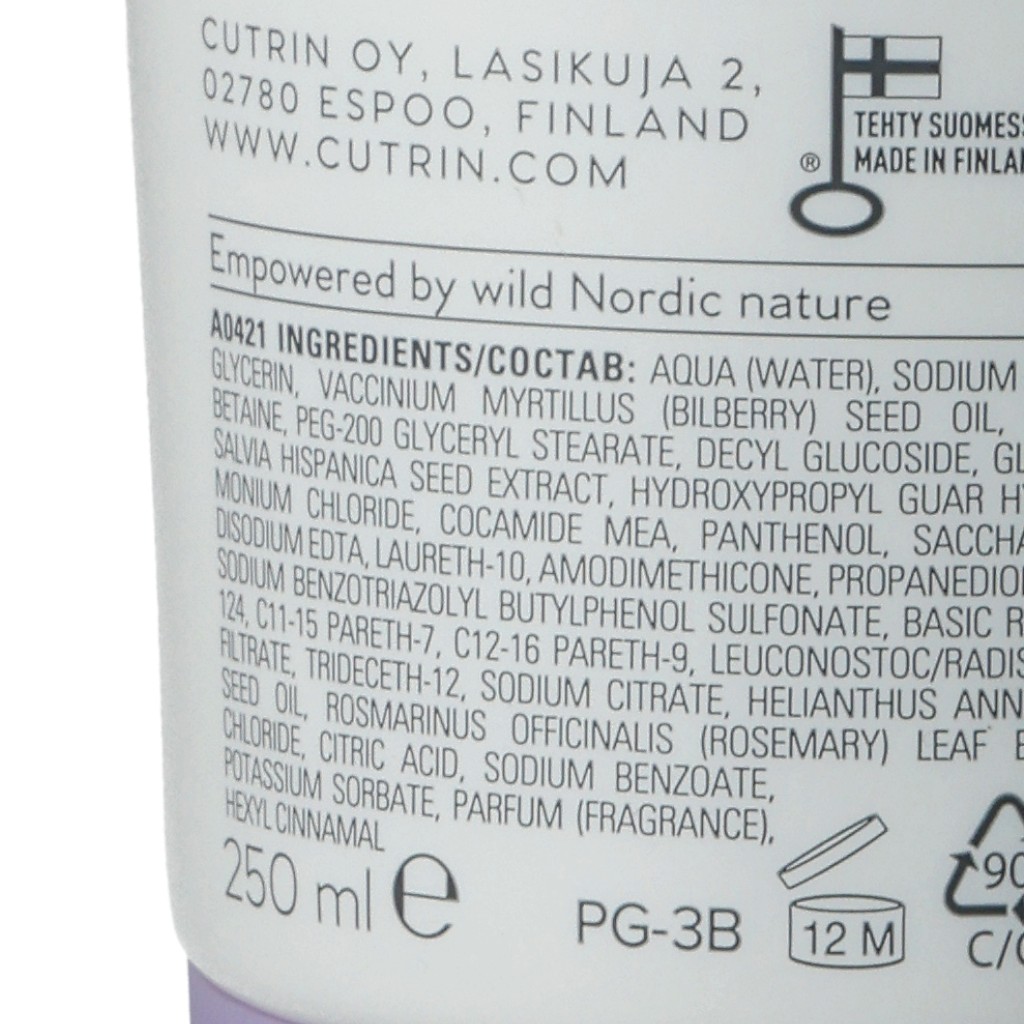 CUTRIN OY, LASIKUJA 2,
02780 ESPOO, FINLAND
WWW.CUTRIN.COM
®
TEHTY SUOMESS
MADE IN FINLAN
Empowered by wild Nordic nature
A0421 INGREDIENTS/COCTAB: AQUA (WATER), SODIUM
GLYCERIN, VACCINIUM MYRTILLUS (BILBERRY) SEED OIL,
BETAINE, PEG-200 GLYCERYL STEARATE, DECYL GLUCOSIDE, GL
SALVIA HISPANICA SEED EXTRACT, HYDROXYPROPYL GUAR HY
MONIUM CHLORIDE, COCAMIDE MEA, PANTHENOL, SACCHA
DISODIUM EDTA, LAURETH-10, AMODIMETHICONE, PROPANEDIOL
SODIUM BENZOTRIAZOLYL BUTYLPHENOL SULFONATE, BASIC R
124, C11-15 PARETH-7, C12-16 PARETH-9, LEUCONOSTOC/RADIS
FILTRATE, TRIDECETH-12, SODIUM CITRATE, HELIANTHUS ANN
SEED OIL, ROSMARINUS OFFICINALIS (ROSEMARY) LEAF E
CHLORIDE, CITRIC ACID, SODIUM BENZOATE,
POTASSIUM SORBATE, PARFUM (FRAGRANCE),
HEXYL CINNAMAL
250 ml e
PG-3B
12 M
90
C/